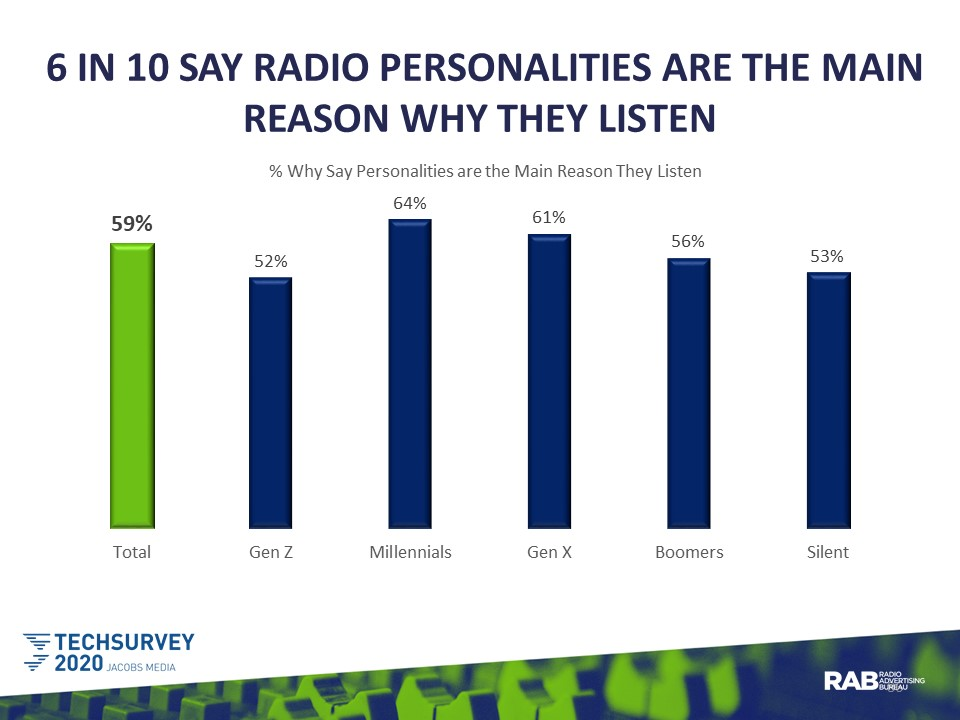 6 IN 10 SAY RADIO PERSONALITIES ARE THE MAIN
REASON WHY THEY LISTEN
% Why Say Personalities are the Main Reason They Listen
59%
52%
64%
61%
56%
53%
Total
Gen Z
Millennials
Gen X
Boomers
Silent
TECHSURVEY
2020 JACOBS MEDIA
RAB RADIO
ADVERTISING
BUREAU